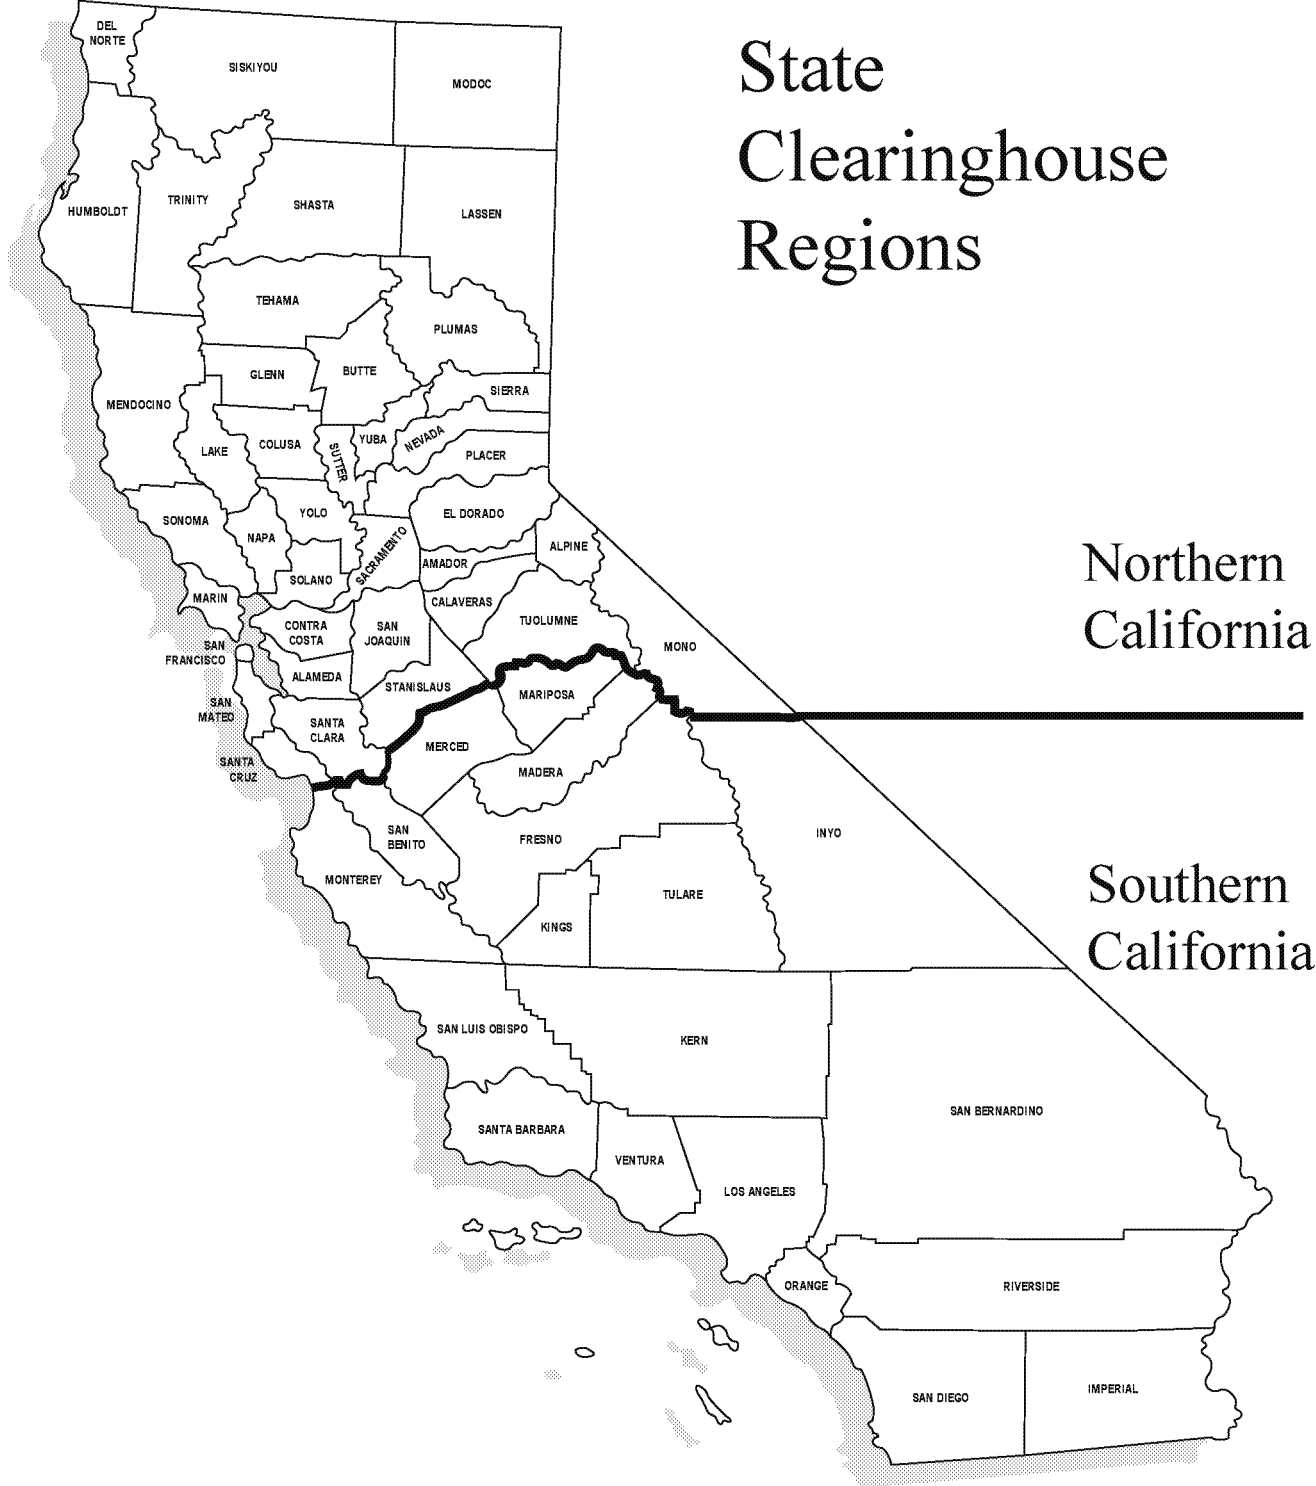 State
Clearinghouse
Regions
DEL
NORTE
SISKIYOU
MODOC
HUMBOLDT
TRINITY
SHASTA
LASSEN
TEHAMA
PLUMAS
GLENN
BUTTE
SIERRA
MENDOCINO
LAKE
COLUSA
SUTTER
YUBA
NEVADA
PLACER
SONOMA
NAPA
YOLO
EL DORADO
SACRAMENTO
ALPINE
AMADOR
SOLANO
MARIN
CALAVERAS
Northern
California
CONTRA
COSTA
SAN
JOAQUIN
TUOLUMNE
MONO
SAN
FRANCISCO
ALAMEDA
STANISLAUS
MARIPOSA
SAN
MATEO
SANTA
CLARA
MERCED
SANTA
CRUZ
MADERA
SAN
BENITO
FRESNO
INYO
MONTEREY
TULARE
KINGS
Southern
California
SAN LUIS OBISPO
KERN
SAN BERNARDINO
SANTA BARBARA
VENTURA
LOS ANGELES
ORANGE
RIVERSIDE
SAN DIEGO
IMPERIAL